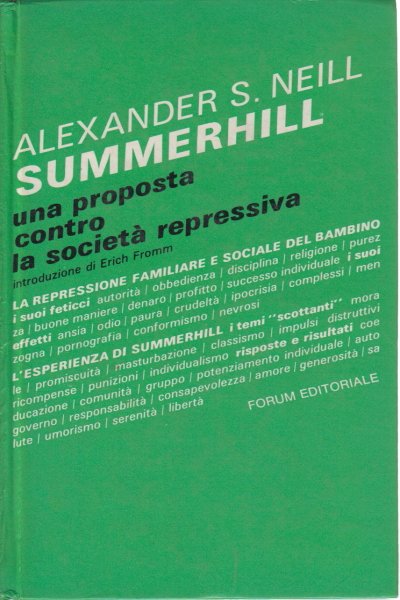 ALEXANDER S. NEILL
SUMMERHILL
una proposta
contro
la società repressiva
introduzione di Erich Fromm
LA REPRESSIONE FAMILIARE E SOCIALE DEL BAMBINO
i suoi feticci autorità | obbedienza | disciplina | religione | purez
za | buone maniere | denaro | profitto | successo individuale i suoi
effetti ansia | odio | paura | crudeltà | ipocrisia | complessi | men
zogna | pornografia | conformismo | nevrosi
L'ESPERIENZA DI SUMMERHILL i temi "scottanti" mora
le | promiscuità | masturbazione | classismo | impulsi distruttivi
ricompense | punizioni | individualismo risposte e risultati coe
ducazione | comunità | gruppo | potenziamento individuale | auto
governo | responsabilità | consapevolezza | amore | generosità | sa
lute | umorismo | serenità | libertà
FORUM EDITORIALE